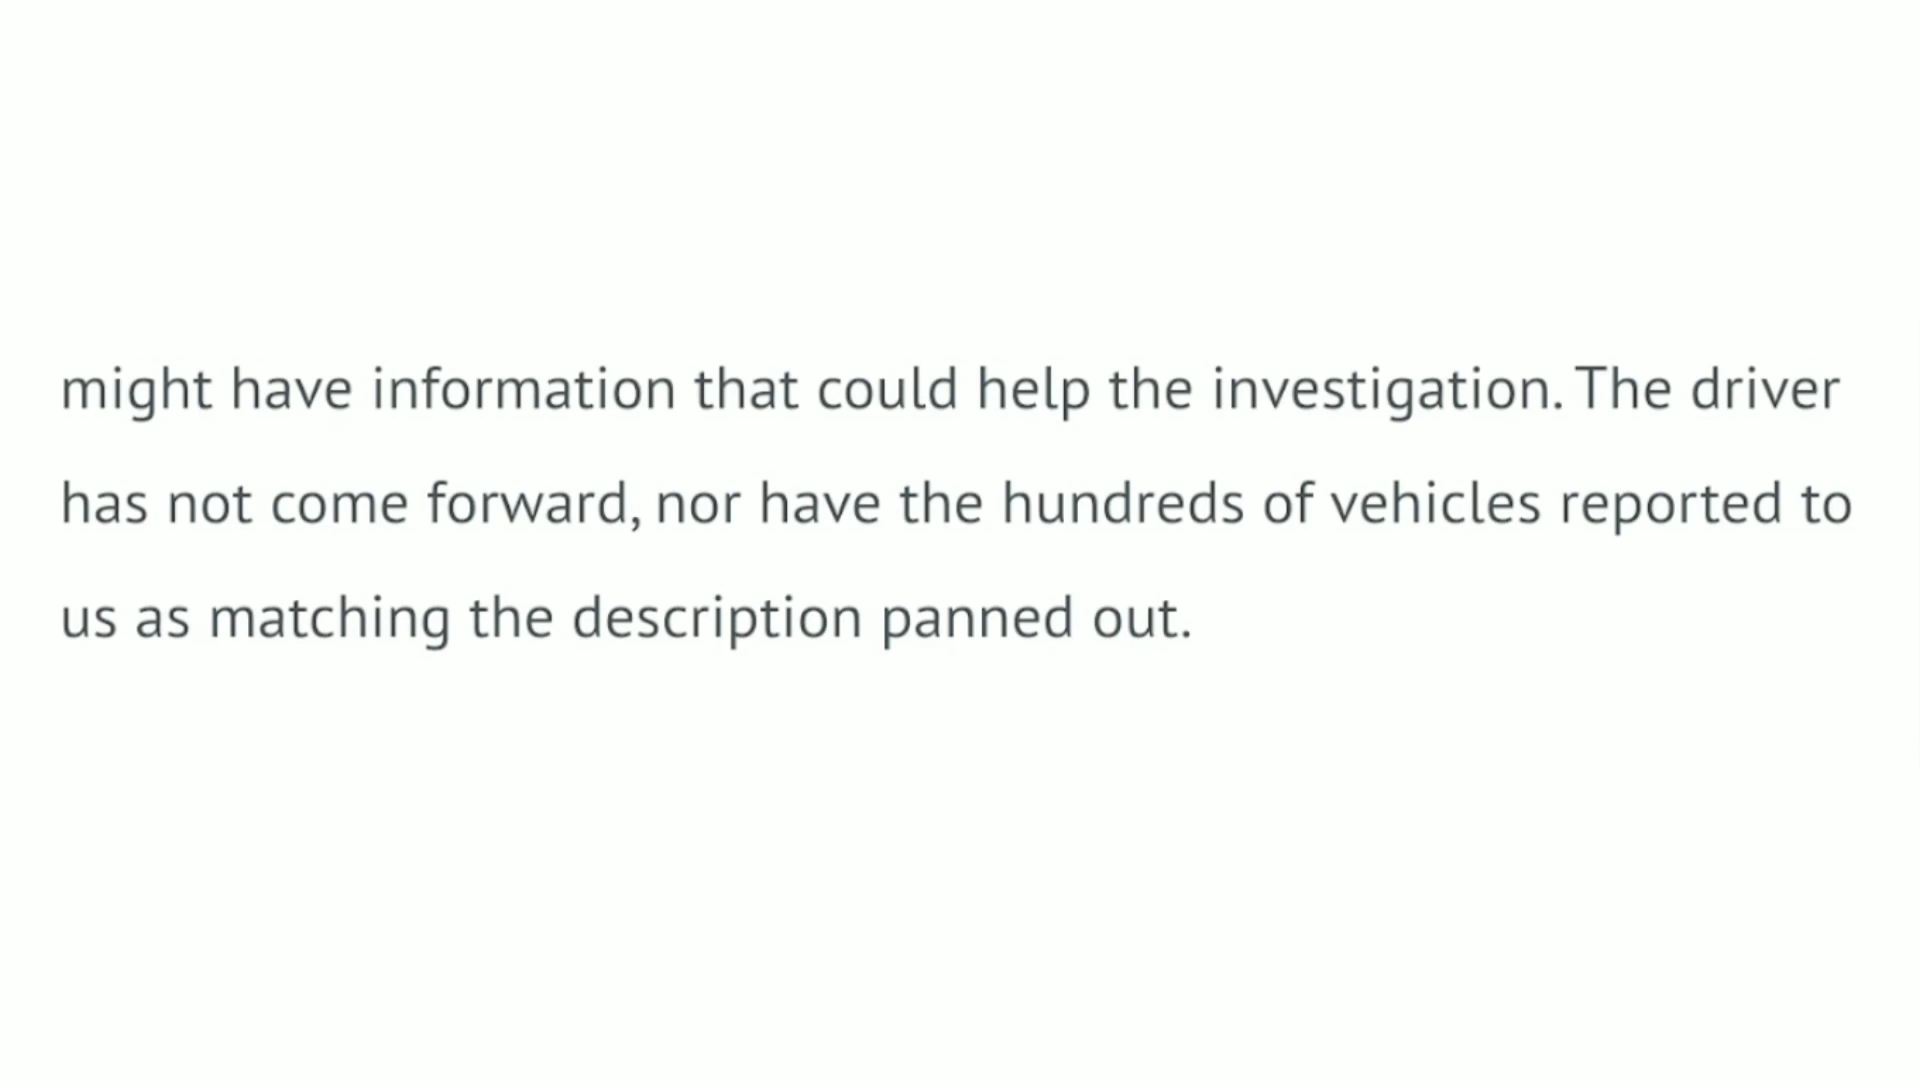 might have information that could help the investigation. The driver
has not come forward, nor have the hundreds of vehicles reported to
us as matching the description panned out.